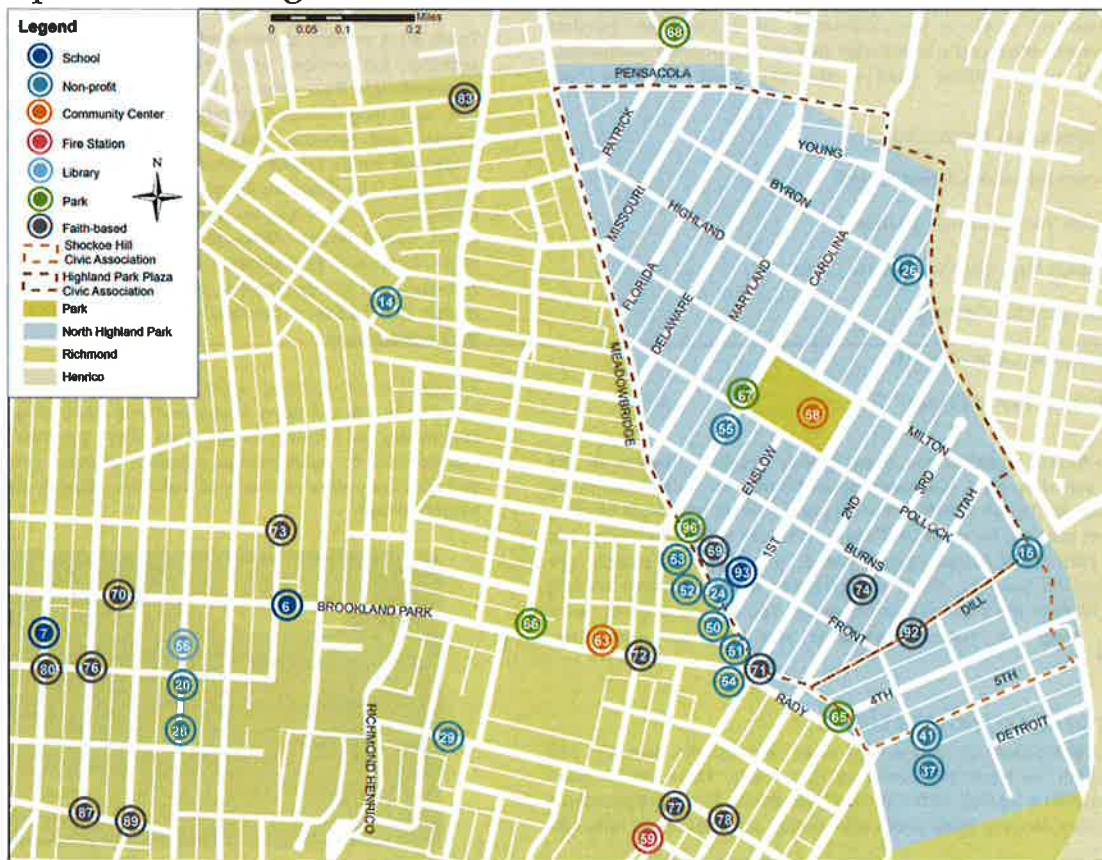 Miles
0 0.05 0.1 0.2
Legend
School
Non-profit
Community Center
Fire Station
Library
Park
Faith-based
Shockoe Hill
Civic Association
Highland Park Plaza
Civic Association
Park
North Highland Park
Richmond
Henrico
N
68
PENSACOLA
83
PATRICK
YOUNG
BYRON
MISSOURI
HIGHLAND
CAROLINA
25
FLORIDA
MARYLAND
14
DELAWARE
MEADOWBRIDGE
67
58
55
MILTON
ENSLOW
3RD
UTAH
2ND
POLLOCK
96
73
69
1ST
BURNS
15
53
93
52
24
74
70
6
BROOKLAND PARK
DILL
66
50
FRONT
92
7
63
56
51
72
80
76
71
5TH
20
54
4TH
RADY
65
28
RICHMOND HENRICO
29
41
DETROIT
37
77
87
89
78
59